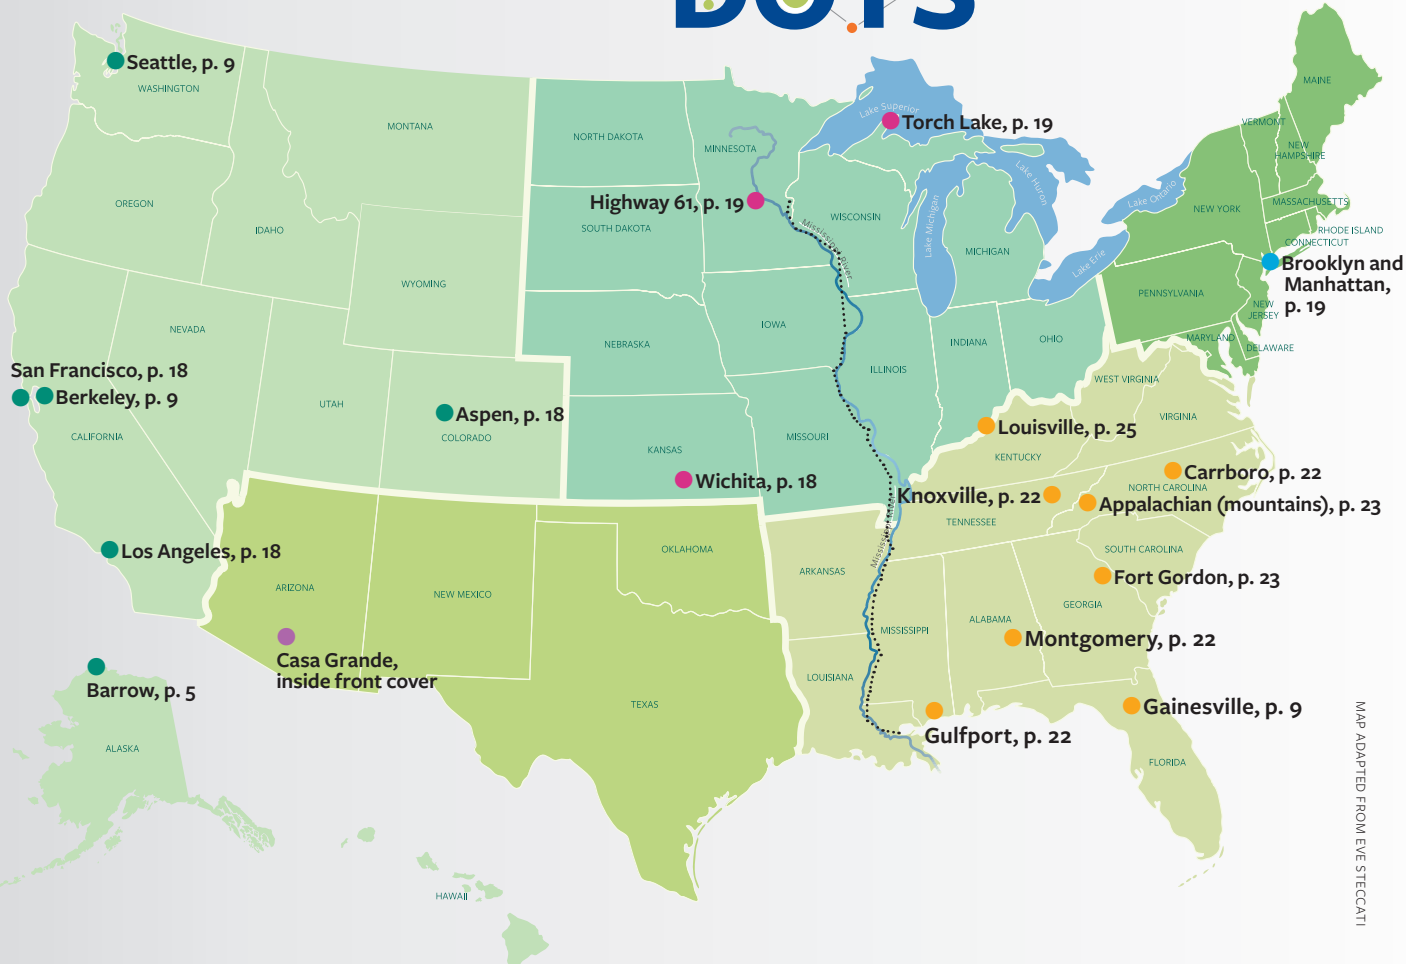 DOTS
Seattle, p. 9
WASHINGTON
MONTANA
NORTH DAKOTA
MINNESOTA
Lake Superior
Torch Lake, p. 19
MAINE
VERMONT
NEW
HAMPSHIRE
OREGON
IDAHO
Highway 61, p. 19
SOUTH DAKOTA
WISCONSIN
Mississippi River
Lake Michigan
Lake Huron
MICHIGAN
Lake Ontario
Lake Erie
NEW YORK
MASSACHUSETTS
RHODE ISLAND
CONNECTICUT
Brooklyn and
Manhattan,
p. 19
WYOMING
NEVADA
NEBRASKA
IOWA
ILLINOIS
INDIANA
OHIO
PENNSYLVANIA
NEW
JERSEY
MARYLAND
DELAWARE
San Francisco, p. 18
Berkeley, p. 9
CALIFORNIA
UTAH
Aspen, p. 18
COLORADO
KANSAS
Wichita, p. 18
MISSOURI
Louisville, p. 25
KENTUCKY
WEST VIRGINIA
VIRGINIA
Carrboro, p. 22
NORTH CAROLINA
Knoxville, p. 22
Appalachian (mountains), p. 23
TENNESSEE
Los Angeles, p. 18
ARIZONA
NEW MEXICO
OKLAHOMA
ARKANSAS
Mississippi River
SOUTH CAROLINA
Fort Gordon, p. 23
GEORGIA
ALABAMA
MISSISSIPPI
Montgomery, p. 22
Casa Grande,
inside front cover
Barrow, p. 5
ALASKA
TEXAS
LOUISIANA
Gulfport, p. 22
Gainesville, p. 9
FLORIDA
HAWAII
MAP ADAPTED FROM EVE STECCATI